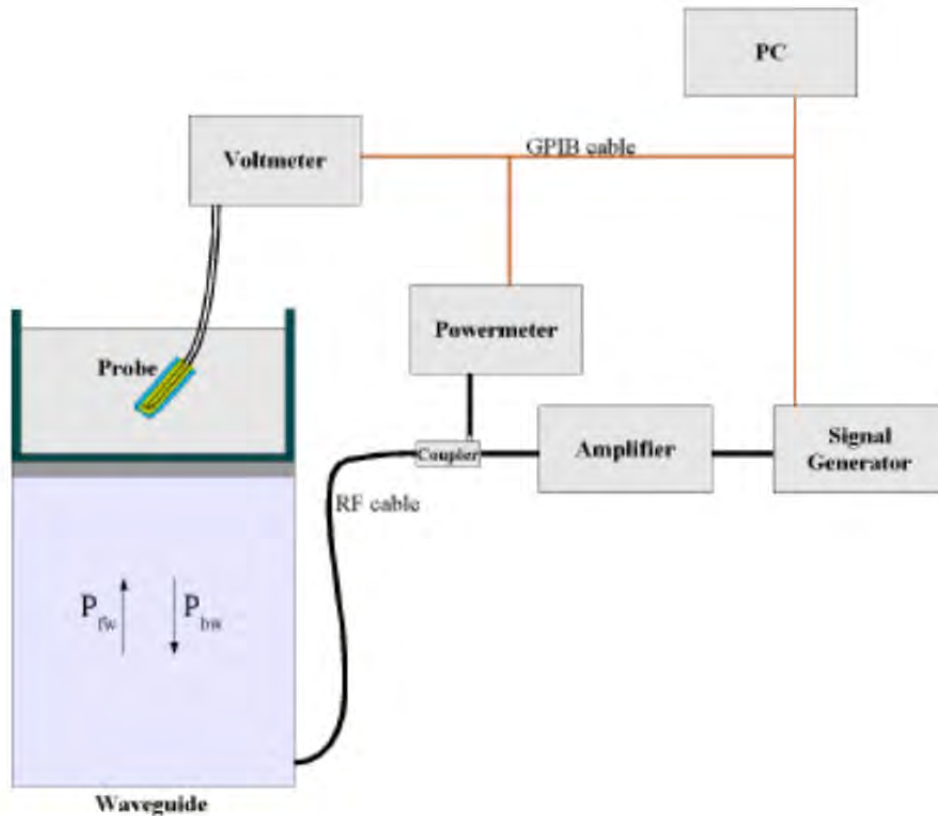 PC
Voltmeter
GPIB cable
Powermeter
Probe
Coupler
Amplifier
Signal
Generator
RF cable
P fw
P bw
Waveguide